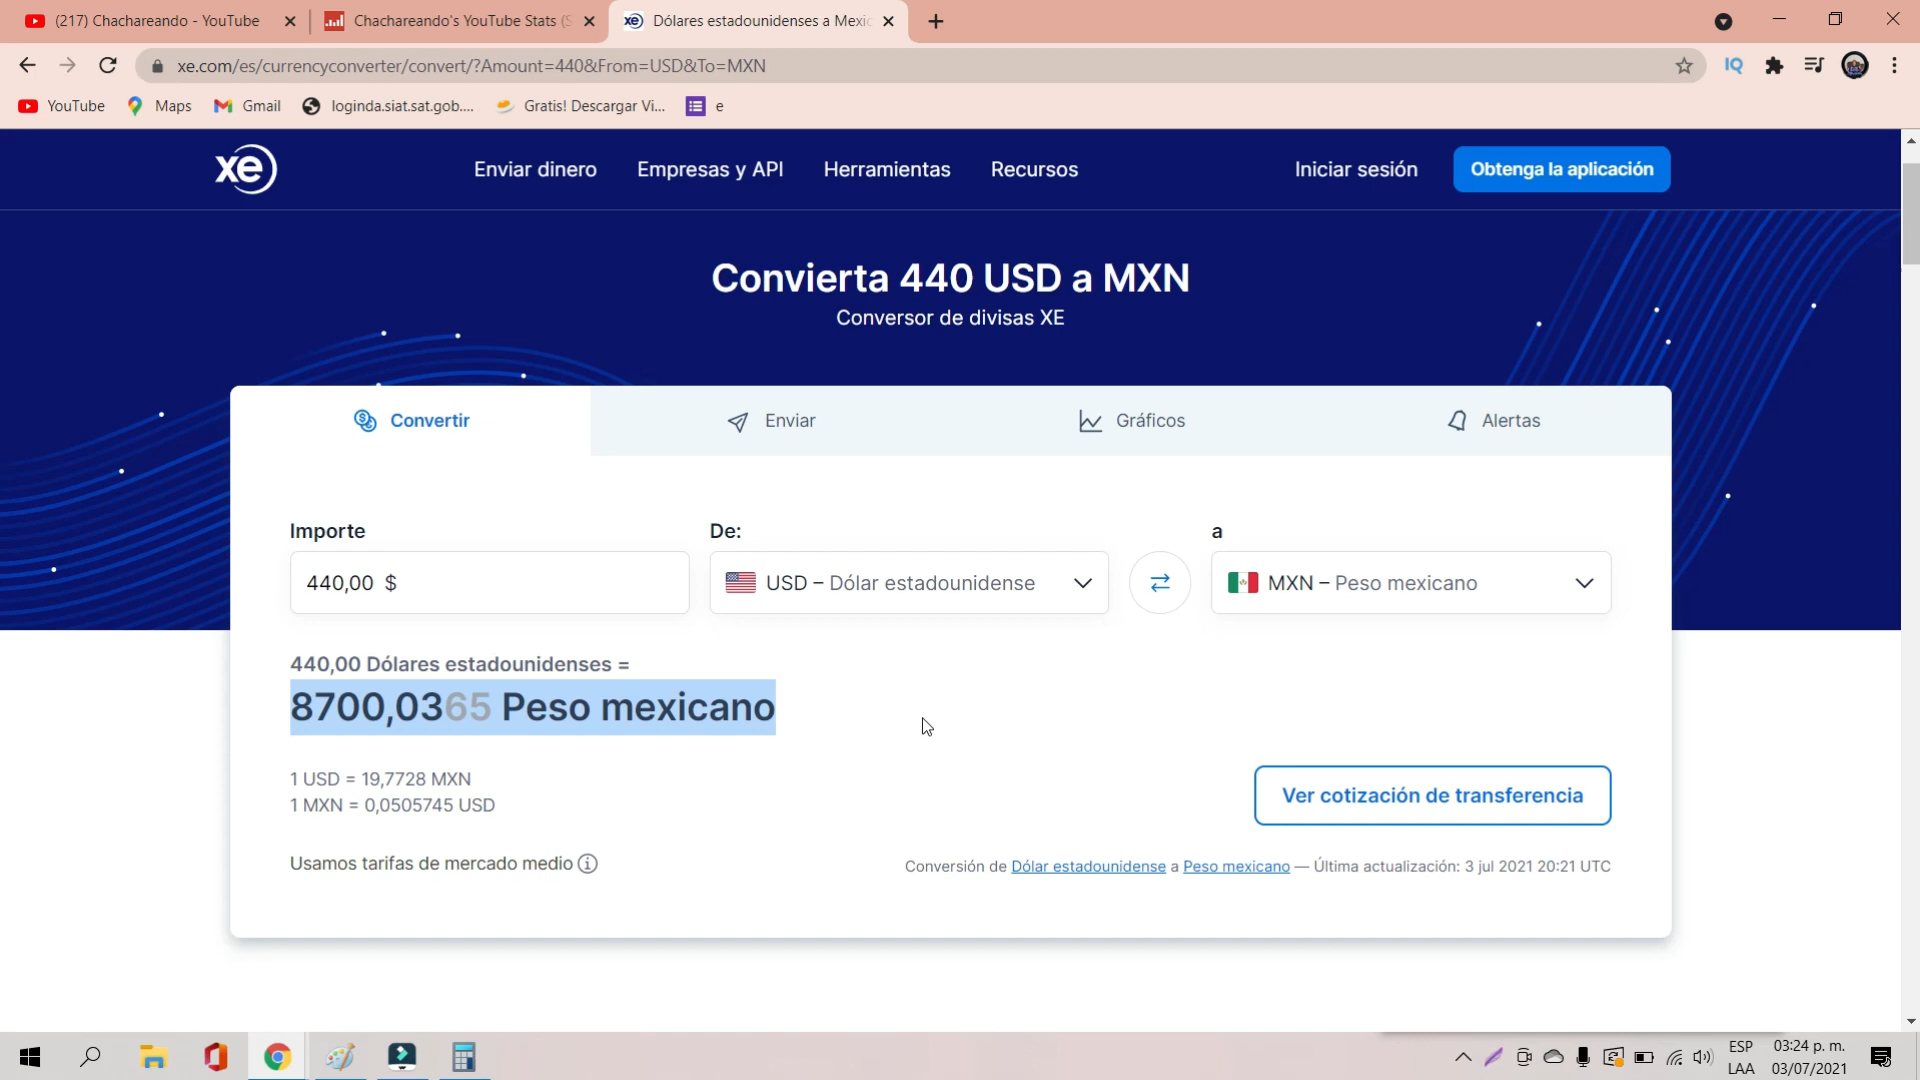 (217) Chachareando - YouTube
Chachareando's YouTube Stats (S
xe Dólares estadounidenses a Mexic
xe.com/es/currencyconverter/convert/?Amount=440&From=USD&To=MXN
IQ
YouTube
Maps
Gmail
loginda.siat.sat.gob....
Gratis! Descargar Vi...
e
xe
Enviar dinero
Empresas y API
Herramientas
Recursos
Iniciar sesión
Obtenga la aplicación
Convierta 440 USD a MXN
Conversor de divisas XE
Convertir
Enviar
Gráficos
Alertas
Importe
De:
a
440,00 $
USD – Dólar estadounidense
MXN – Peso mexicano
440,00 Dólares estadounidenses =
8700,0365 Peso mexicano
1 USD = 19,7728 MXN
1 MXN = 0,0505745 USD
Ver cotización de transferencia
Usamos tarifas de mercado medio
Conversión de Dólar estadounidense a Peso mexicano — Última actualización: 3 jul 2021 20:21 UTC
ESP
LAA
03:24 p. m.
03/07/2021